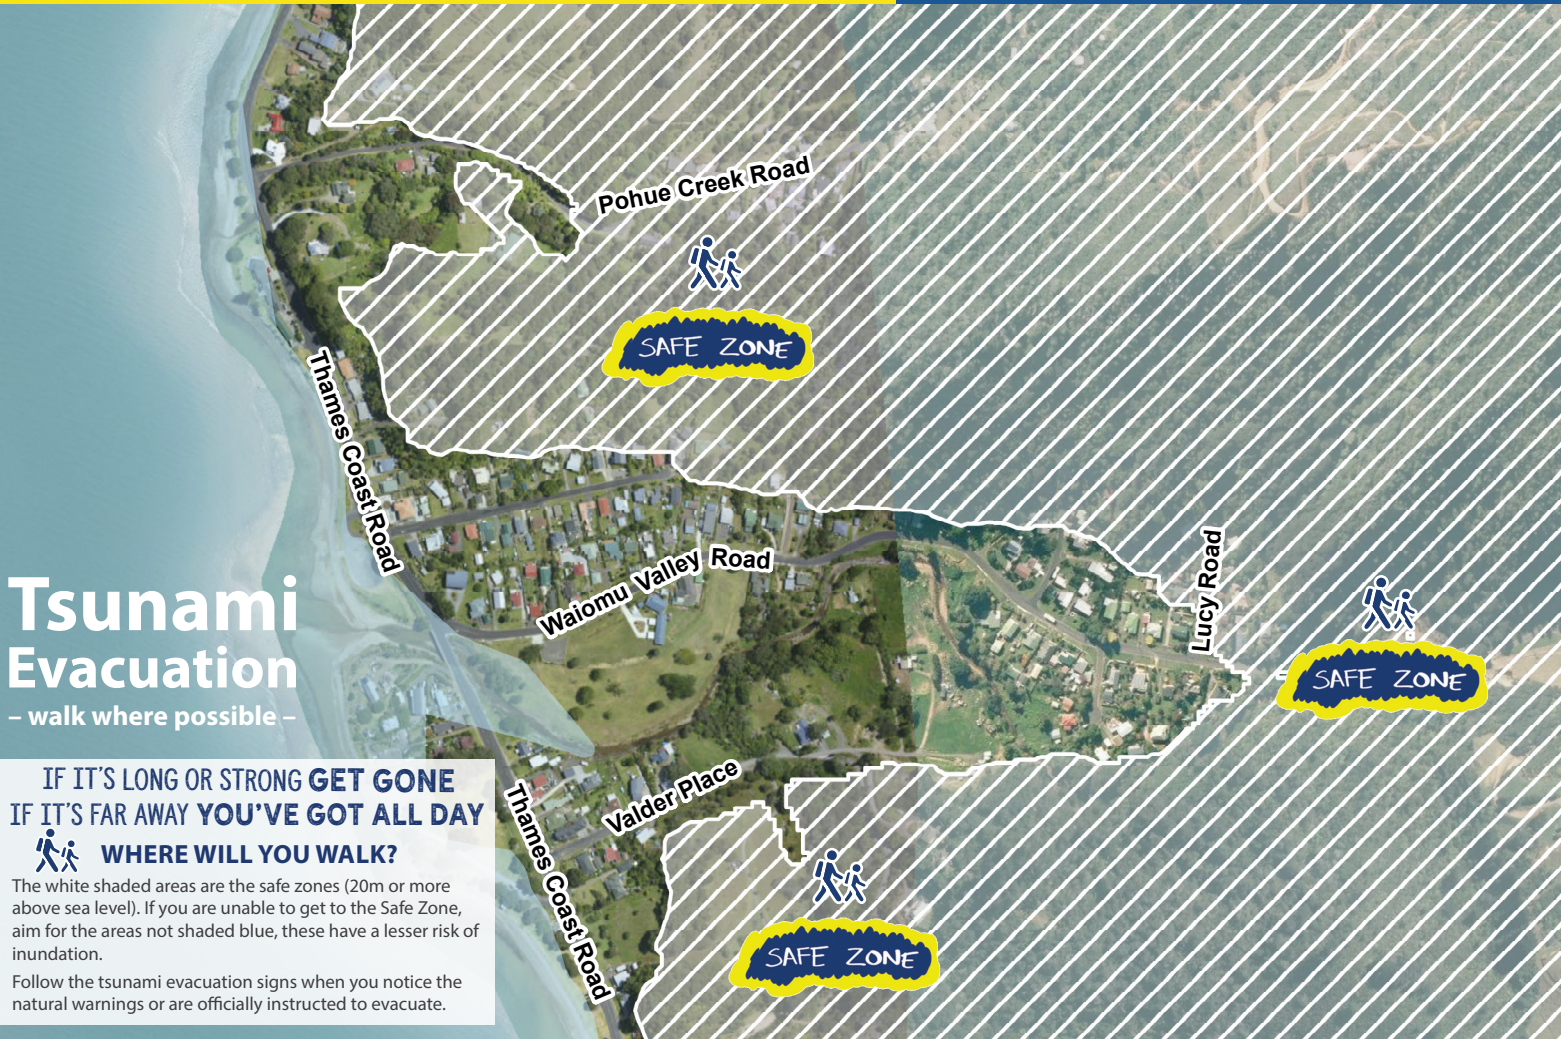 Pohue Creek Road
SAFE ZONE
Thames Coast Road
Waiomu Valley Road
Lucy Road
SAFE ZONE
Tsunami
Evacuation
– walk where possible –
IF IT'S LONG OR STRONG GET GONE
IF IT'S FAR AWAY YOU'VE GOT ALL DAY
WHERE WILL YOU WALK?
The white shaded areas are the safe zones (20m or more
above sea level). If you are unable to get to the Safe Zone,
aim for the areas not shaded blue, these have a lesser risk of
inundation.
Follow the tsunami evacuation signs when you notice the
natural warnings or are officially instructed to evacuate.
Valder Place
Thames Coast Road
SAFE ZONE